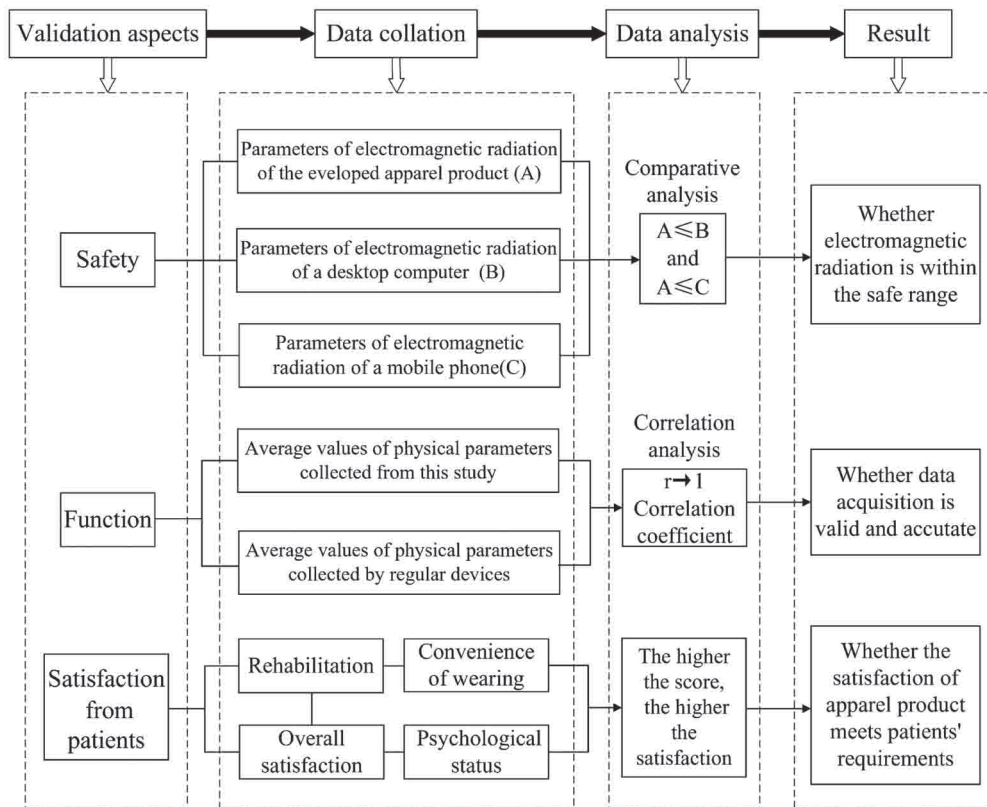 Validation aspects
Data collation
Data analysis
Result
Safety
Parameters of electromagnetic radiation
of the eveloped apparel product (A)
Parameters of electromagnetic radiation
of a desktop computer (B)
Parameters of electromagnetic
radiation of a mobile phone(C)
Comparative
analysis
A≤B
and
A≤C
Whether
electromagnetic
radiation is within
the safe range
Function
Average values of physical parameters
collected from this study
Average values of physical parameters
collected by regular devices
Correlation
analysis
r→1
Correlation
coefficient
Whether data
acquisition is
valid and accutate
Satisfaction
from
patients
Rehabilitation
Convenience
of wearing
Overall
satisfaction
Psychological
status
The higher
the score,
the higher
the
satisfaction
Whether the
satisfaction of
apparel product
meets patients'
requirements